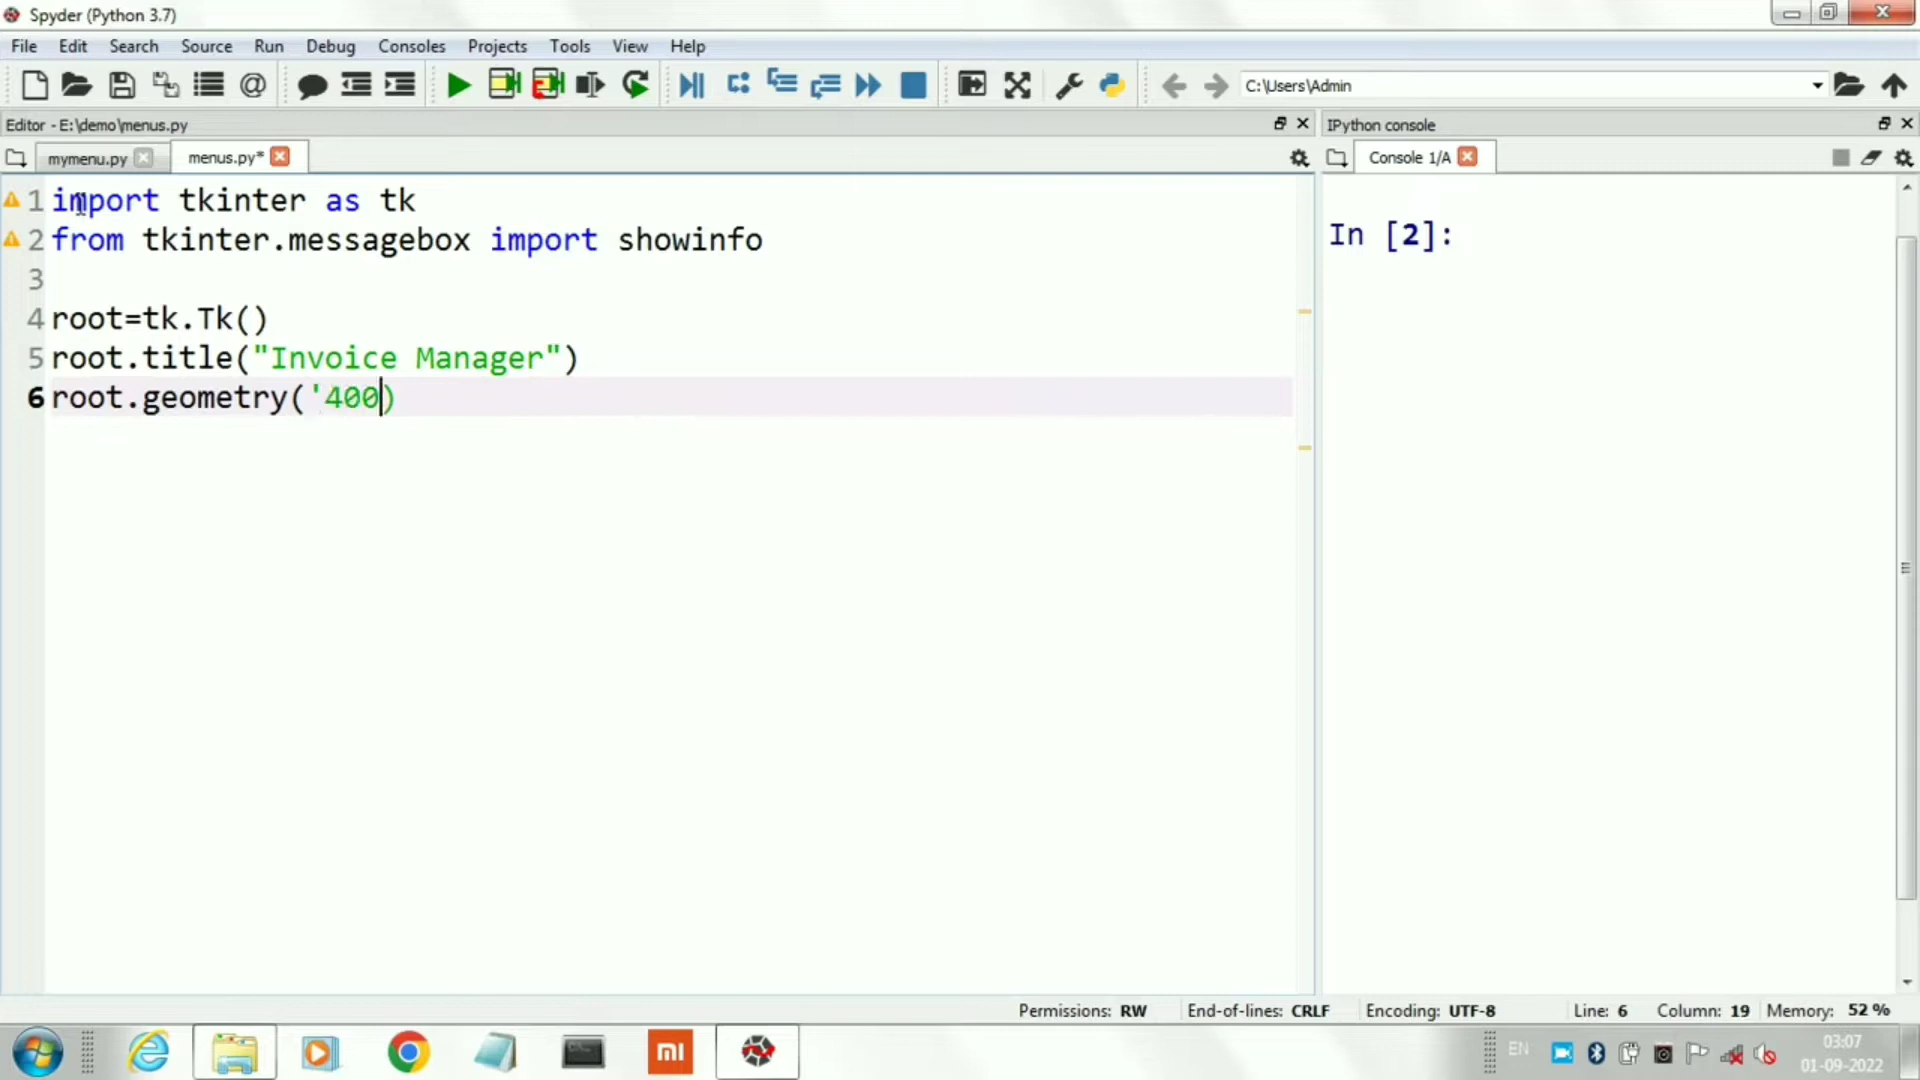 Spyder (Python 3.7)
File Edit Search Source Run Debug Consoles Projects Tools View Help
C:\Users\Admin
Editor - E:\demo\menus.py
IPython console
mymenu.py menus.py*
Console 1/A
1 import tkinter as tk
2 from tkinter.messagebox import showinfo
3
4 root=tk.Tk()
5 root.title("Invoice Manager")
6 root.geometry('400)
In [2]:
Permissions: RW End-of-lines: CRLF Encoding: UTF-8 Line: 6 Column: 19 Memory: 52 %
mi
EN
03:07
01-09-2022